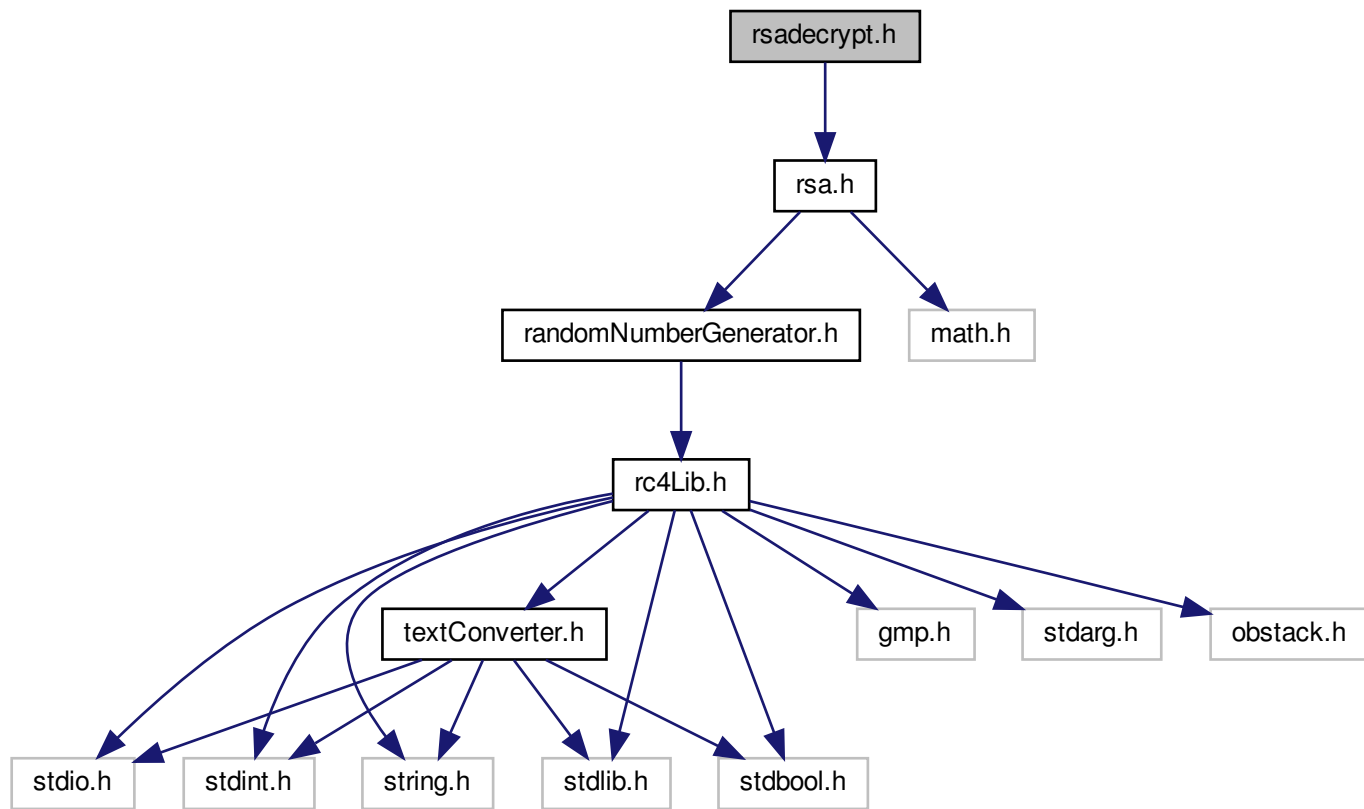 rsadecrypt.h
rsa.h
randomNumberGenerator.h
math.h
rc4Lib.h
textConverter.h
gmp.h
stdarg.h
obstack.h
stdio.h
stdint.h
string.h
stdlib.h
stdbool.h